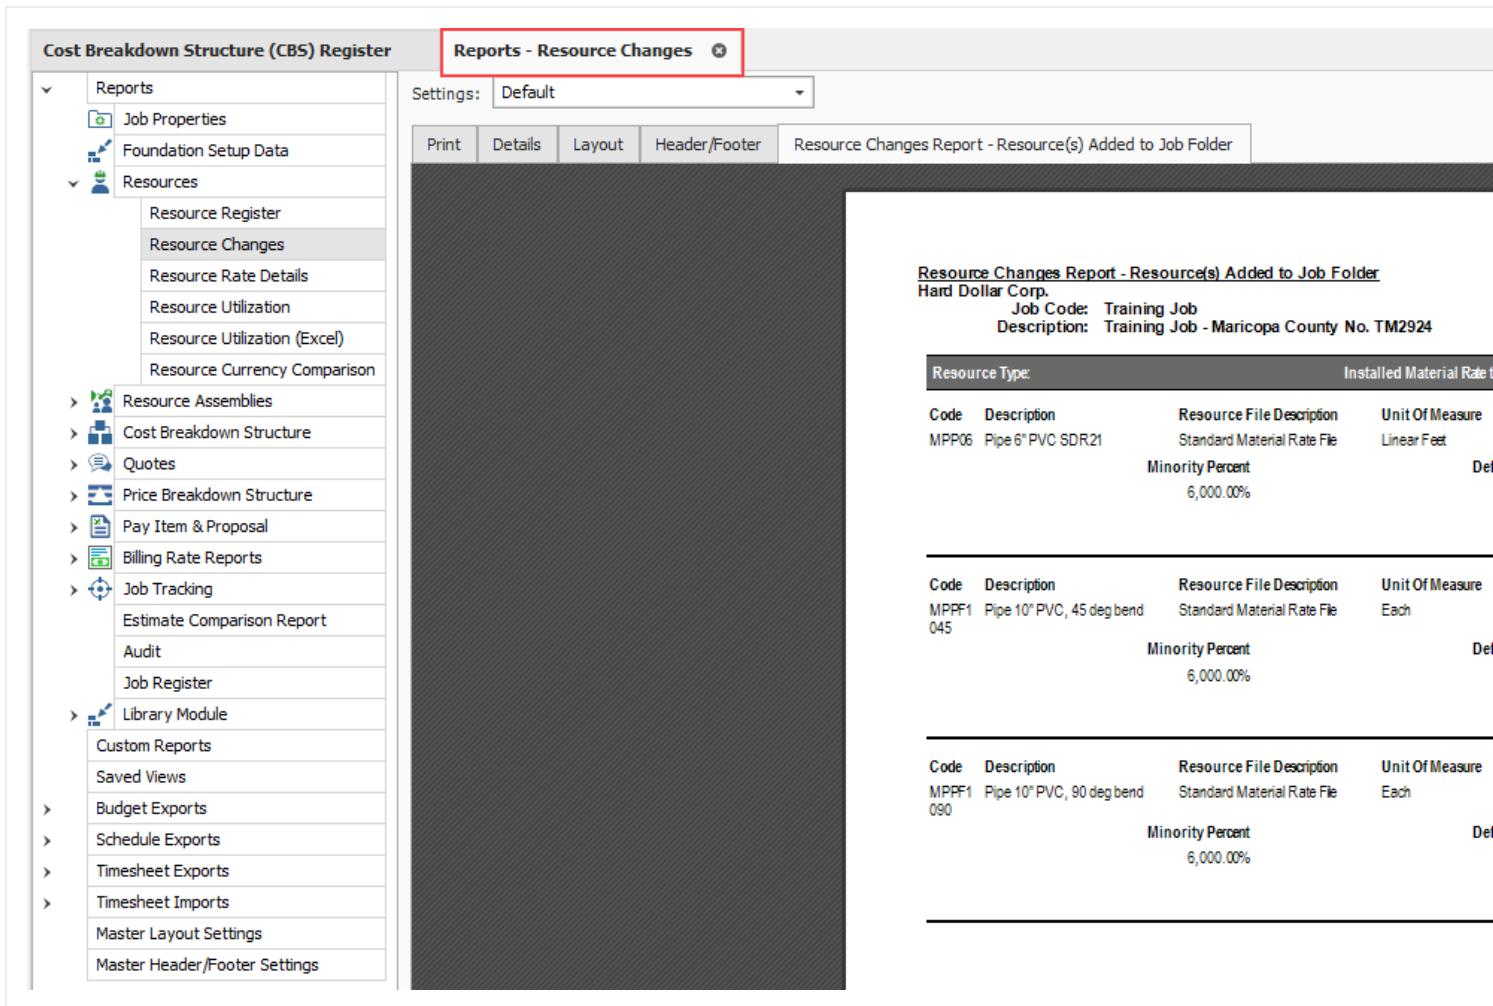 Cost Breakdown Structure (CBS) Register
Reports - Resource Changes
Reports
Job Properties
Foundation Setup Data
Resources
Resource Register
Resource Changes
Resource Rate Details
Resource Utilization
Resource Utilization (Excel)
Resource Currency Comparison
Resource Assemblies
Cost Breakdown Structure
Quotes
Price Breakdown Structure
Pay Item & Proposal
Billing Rate Reports
Job Tracking
Estimate Comparison Report
Audit
Job Register
Library Module
Custom Reports
Saved Views
Budget Exports
Schedule Exports
Timesheet Exports
Timesheet Imports
Master Layout Settings
Master Header/Footer Settings
Settings: Default
Print Details Layout Header/Footer Resource Changes Report - Resource(s) Added to Job Folder
Resource Changes Report - Resource(s) Added to Job Folder
Hard Dollar Corp.
Job Code: Training Job
Description: Training Job - Maricopa County No. TM2924
Resource Type: Installed Material Rate t
Code Description Resource File Description Unit Of Measure
MPP06 Pipe 6" PVC SDR21 Standard Material Rate File Linear Feet
Minority Percent Def
6,000.00%
Code Description Resource File Description Unit Of Measure
MPPF1 Pipe 10" PVC, 45 deg bend Standard Material Rate File Each
045
Minority Percent Def
6,000.00%
Code Description Resource File Description Unit Of Measure
MPPF1 Pipe 10" PVC, 90 deg bend Standard Material Rate File Each
090
Minority Percent Def
6,000.00%